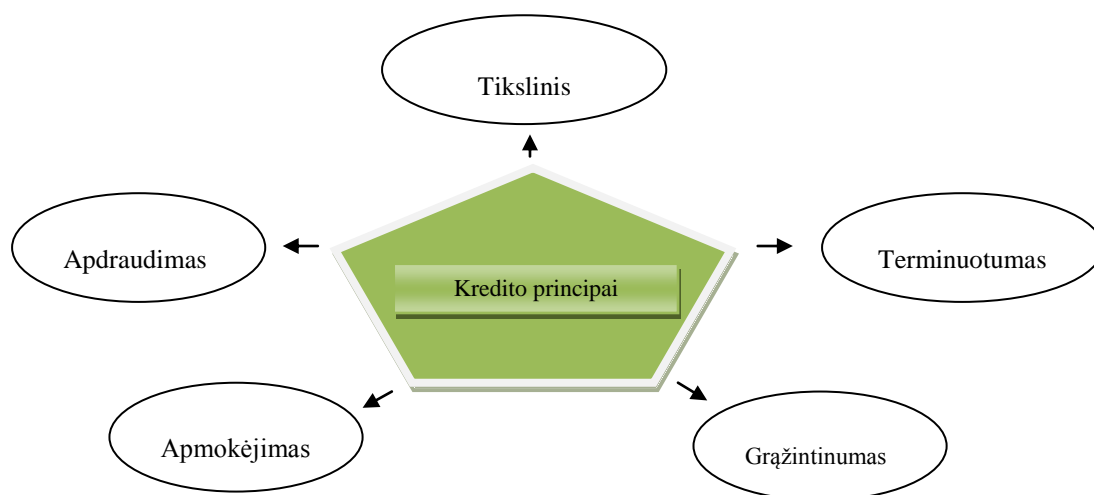 Tikslinis
Apdraudimas
Terminuotumas
Kredito principai
Apmokėjimas
Grąžintinumas